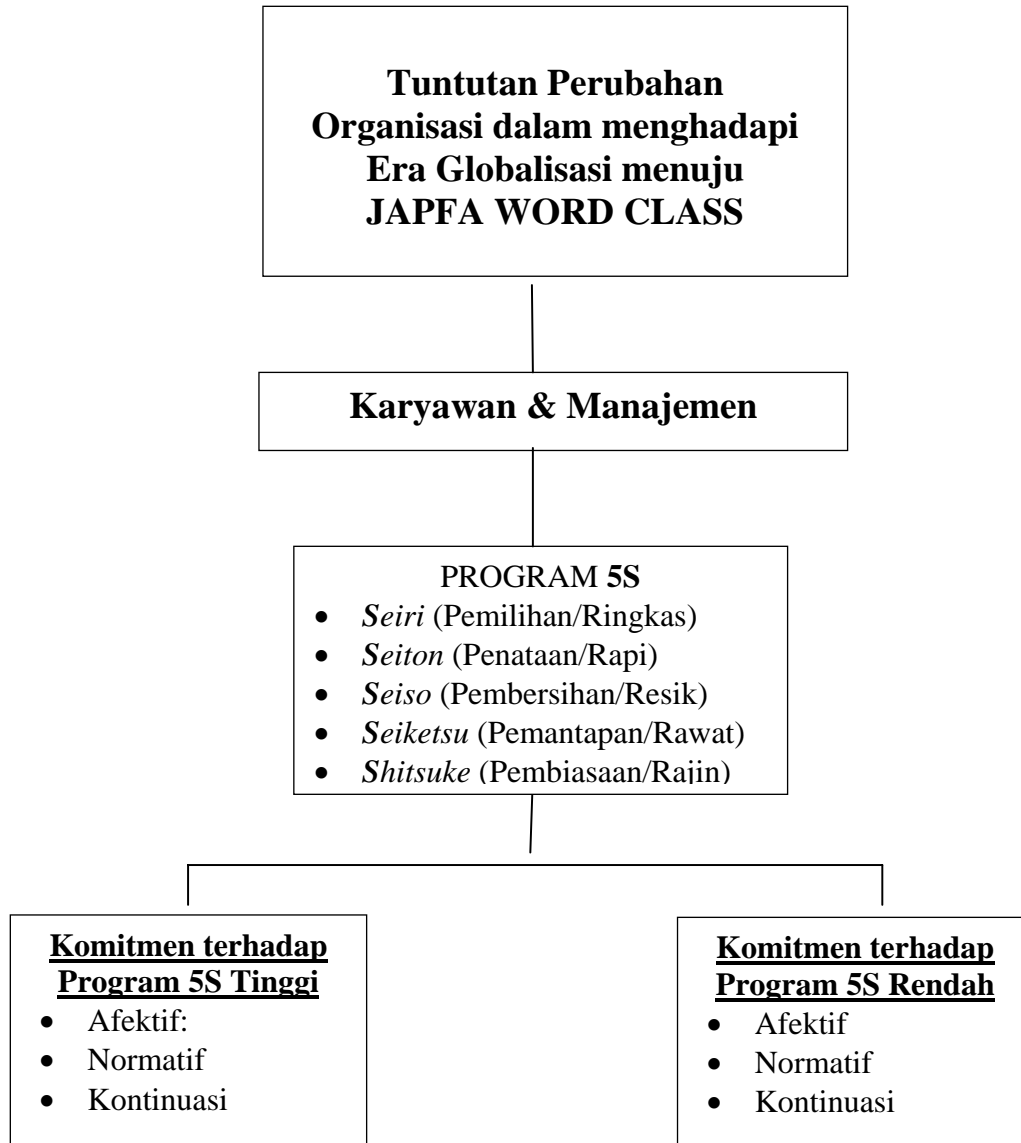 Tuntutan Perubahan
Organisasi dalam menghadapi
Era Globalisasi menuju
JAPFA WORD CLASS
Karyawan & Manajemen
PROGRAM 5S
• Seiri (Pemilihan/Ringkas)
• Seiton (Penataan/Rapi)
• Seiso (Pembersihan/Resik)
• Seiketsu (Pemantapan/Rawat)
• Shitsuke (Pembiasaan/Rajin)
Komitmen terhadap
Program 5S Tinggi
• Afektif:
• Normatif
• Kontinuasi
Komitmen terhadap
Program 5S Rendah
• Afektif
• Normatif
• Kontinuasi